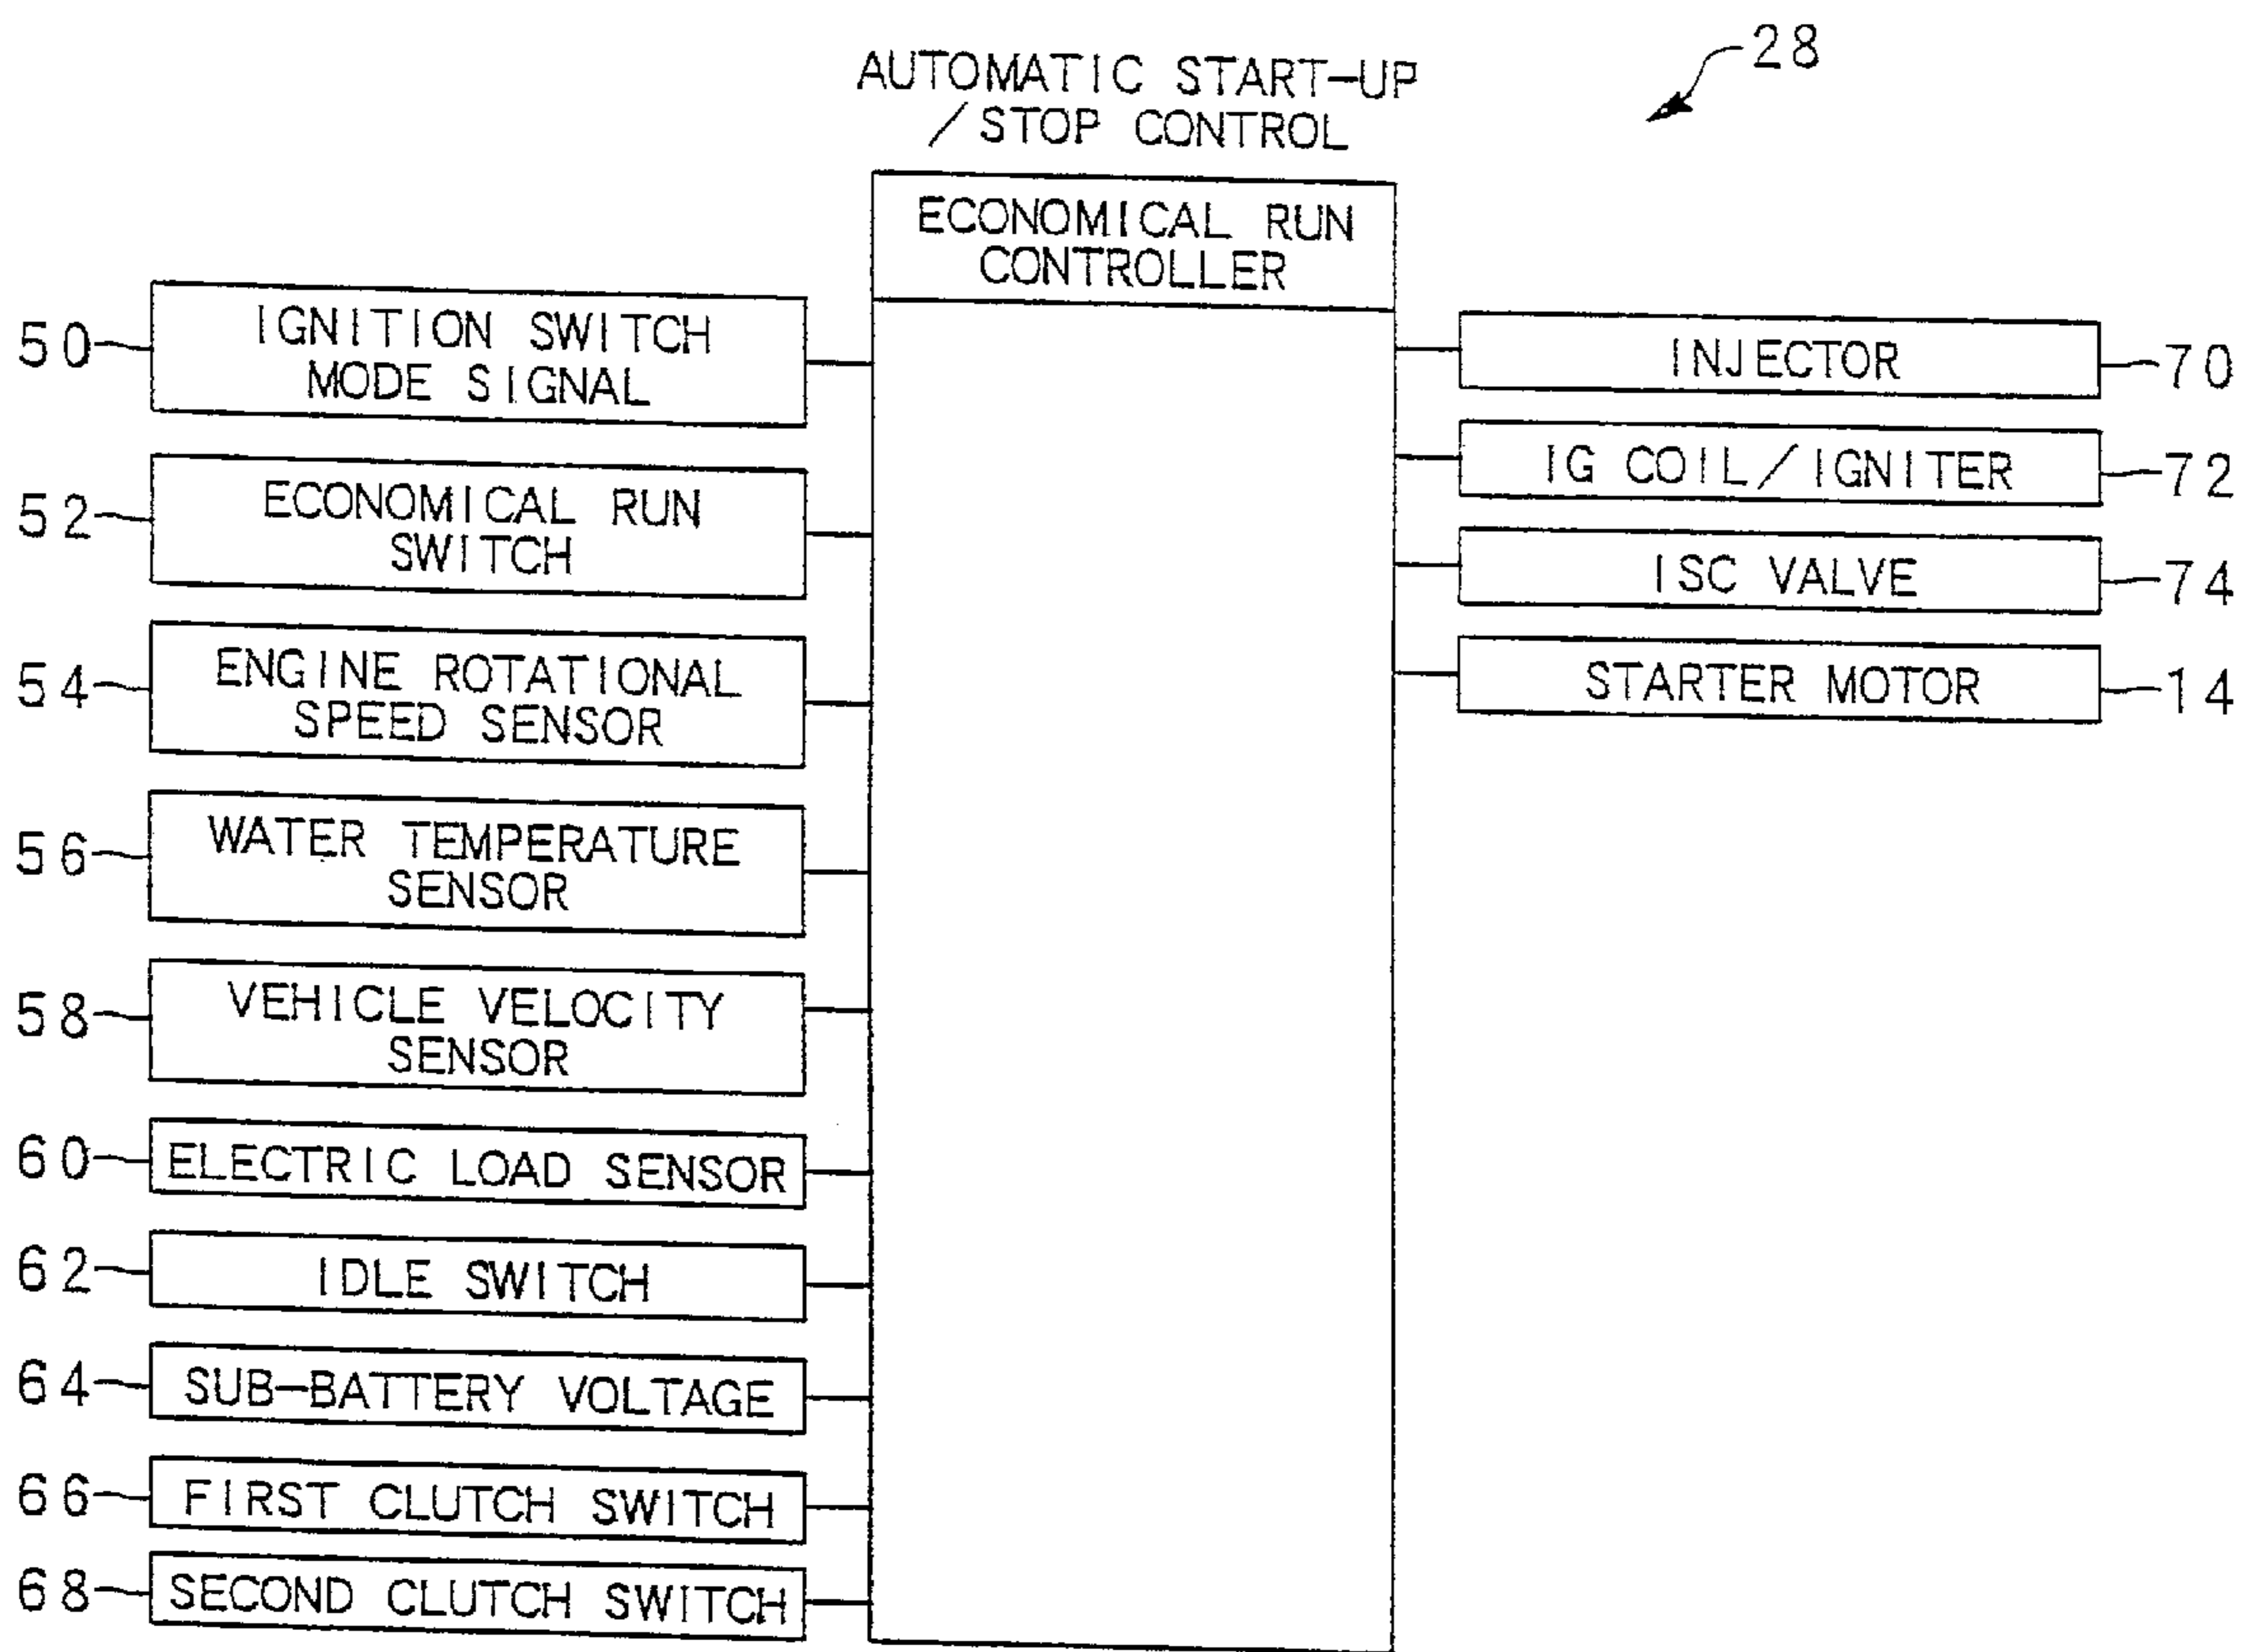 28
AUTOMATIC START-UP
/STOP CONTROL
ECONOMICAL RUN
CONTROLLER
50
IGNITION SWITCH
MODE SIGNAL
52
ECONOMICAL RUN
SWITCH
54
ENGINE ROTATIONAL
SPEED SENSOR
56
WATER TEMPERATURE
SENSOR
58
VEHICLE VELOCITY
SENSOR
60
ELECTRIC LOAD SENSOR
62
IDLE SWITCH
64
SUB-BATTERY VOLTAGE
66
FIRST CLUTCH SWITCH
68
SECOND CLUTCH SWITCH
INJECTOR
70
IG COIL/IGNITER
72
ISC VALVE
74
STARTER MOTOR
14